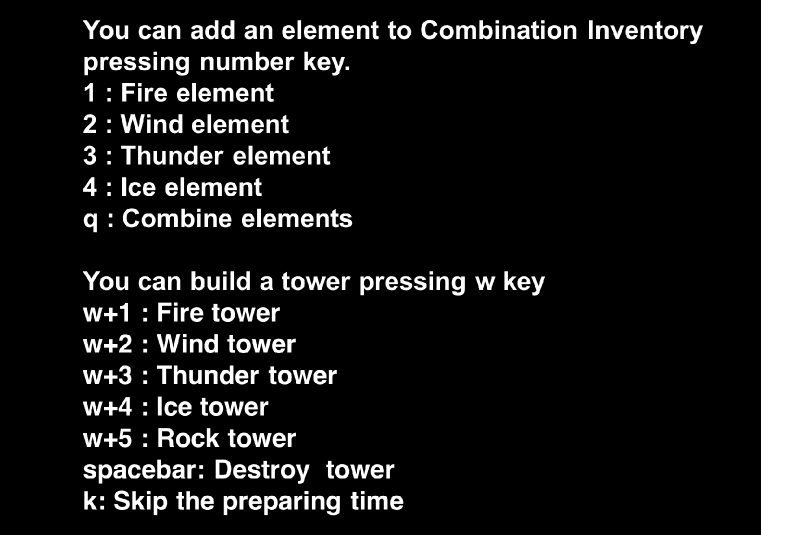 You can add an element to Combination Inventory
pressing number key.
1 : Fire element
2 : Wind element
3 : Thunder element
4 : Ice element
q : Combine elements
You can build a tower pressing w key
w+1 : Fire tower
w+2 : Wind tower
w+3 : Thunder tower
w+4 : Ice tower
w+5 : Rock tower
spacebar: Destroy  tower
k: Skip the preparing time